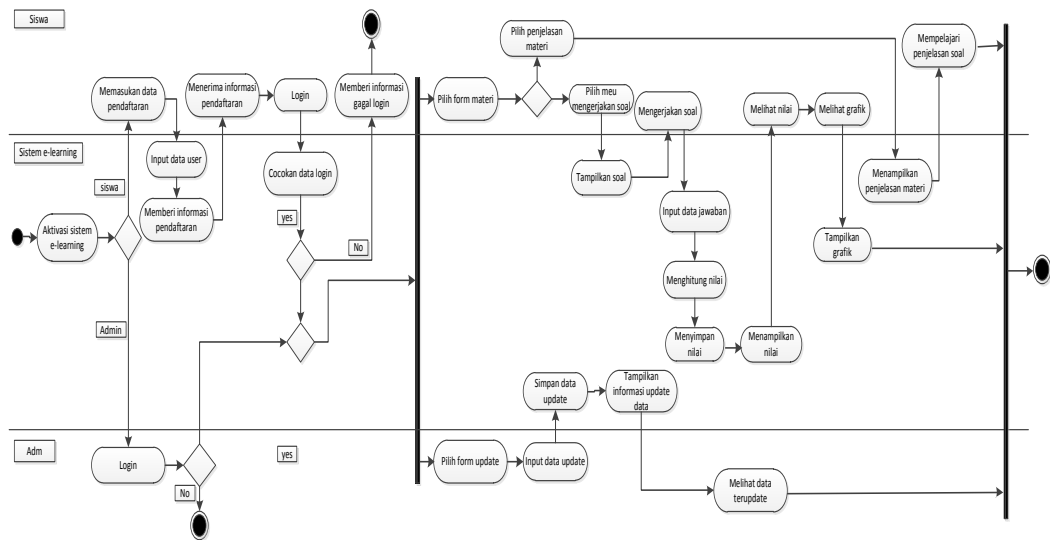 Siswa
Memasukan data
pendaftaran
Menerima informasi
pendaftaran
Login
Memberi informasi
gagal login
Pilih form materi
Pilih penjelasan
materi
Pilih meu
mengerjakan soal
Mengerjakan soal
Melihat nilai
Melihat grafik
Mempelajari
penjelasan soal
Sistem e-learning
siswa
Input data user
Memberi informasi
pendaftaran
Aktivasi sistem
e-learning
Cocokan data login
yes
No
Admin
Tampilkan soal
Input data jawaban
Menghitung nilai
Menyimpan
nilai
Menampilkan
nilai
Tampilkan
grafik
Menampilkan
penjelasan materi
Simpan data
update
Tampilkan
informasi update
data
Adm
Login
No
yes
Pilih form update
Input data update
Melihat data
terupdate